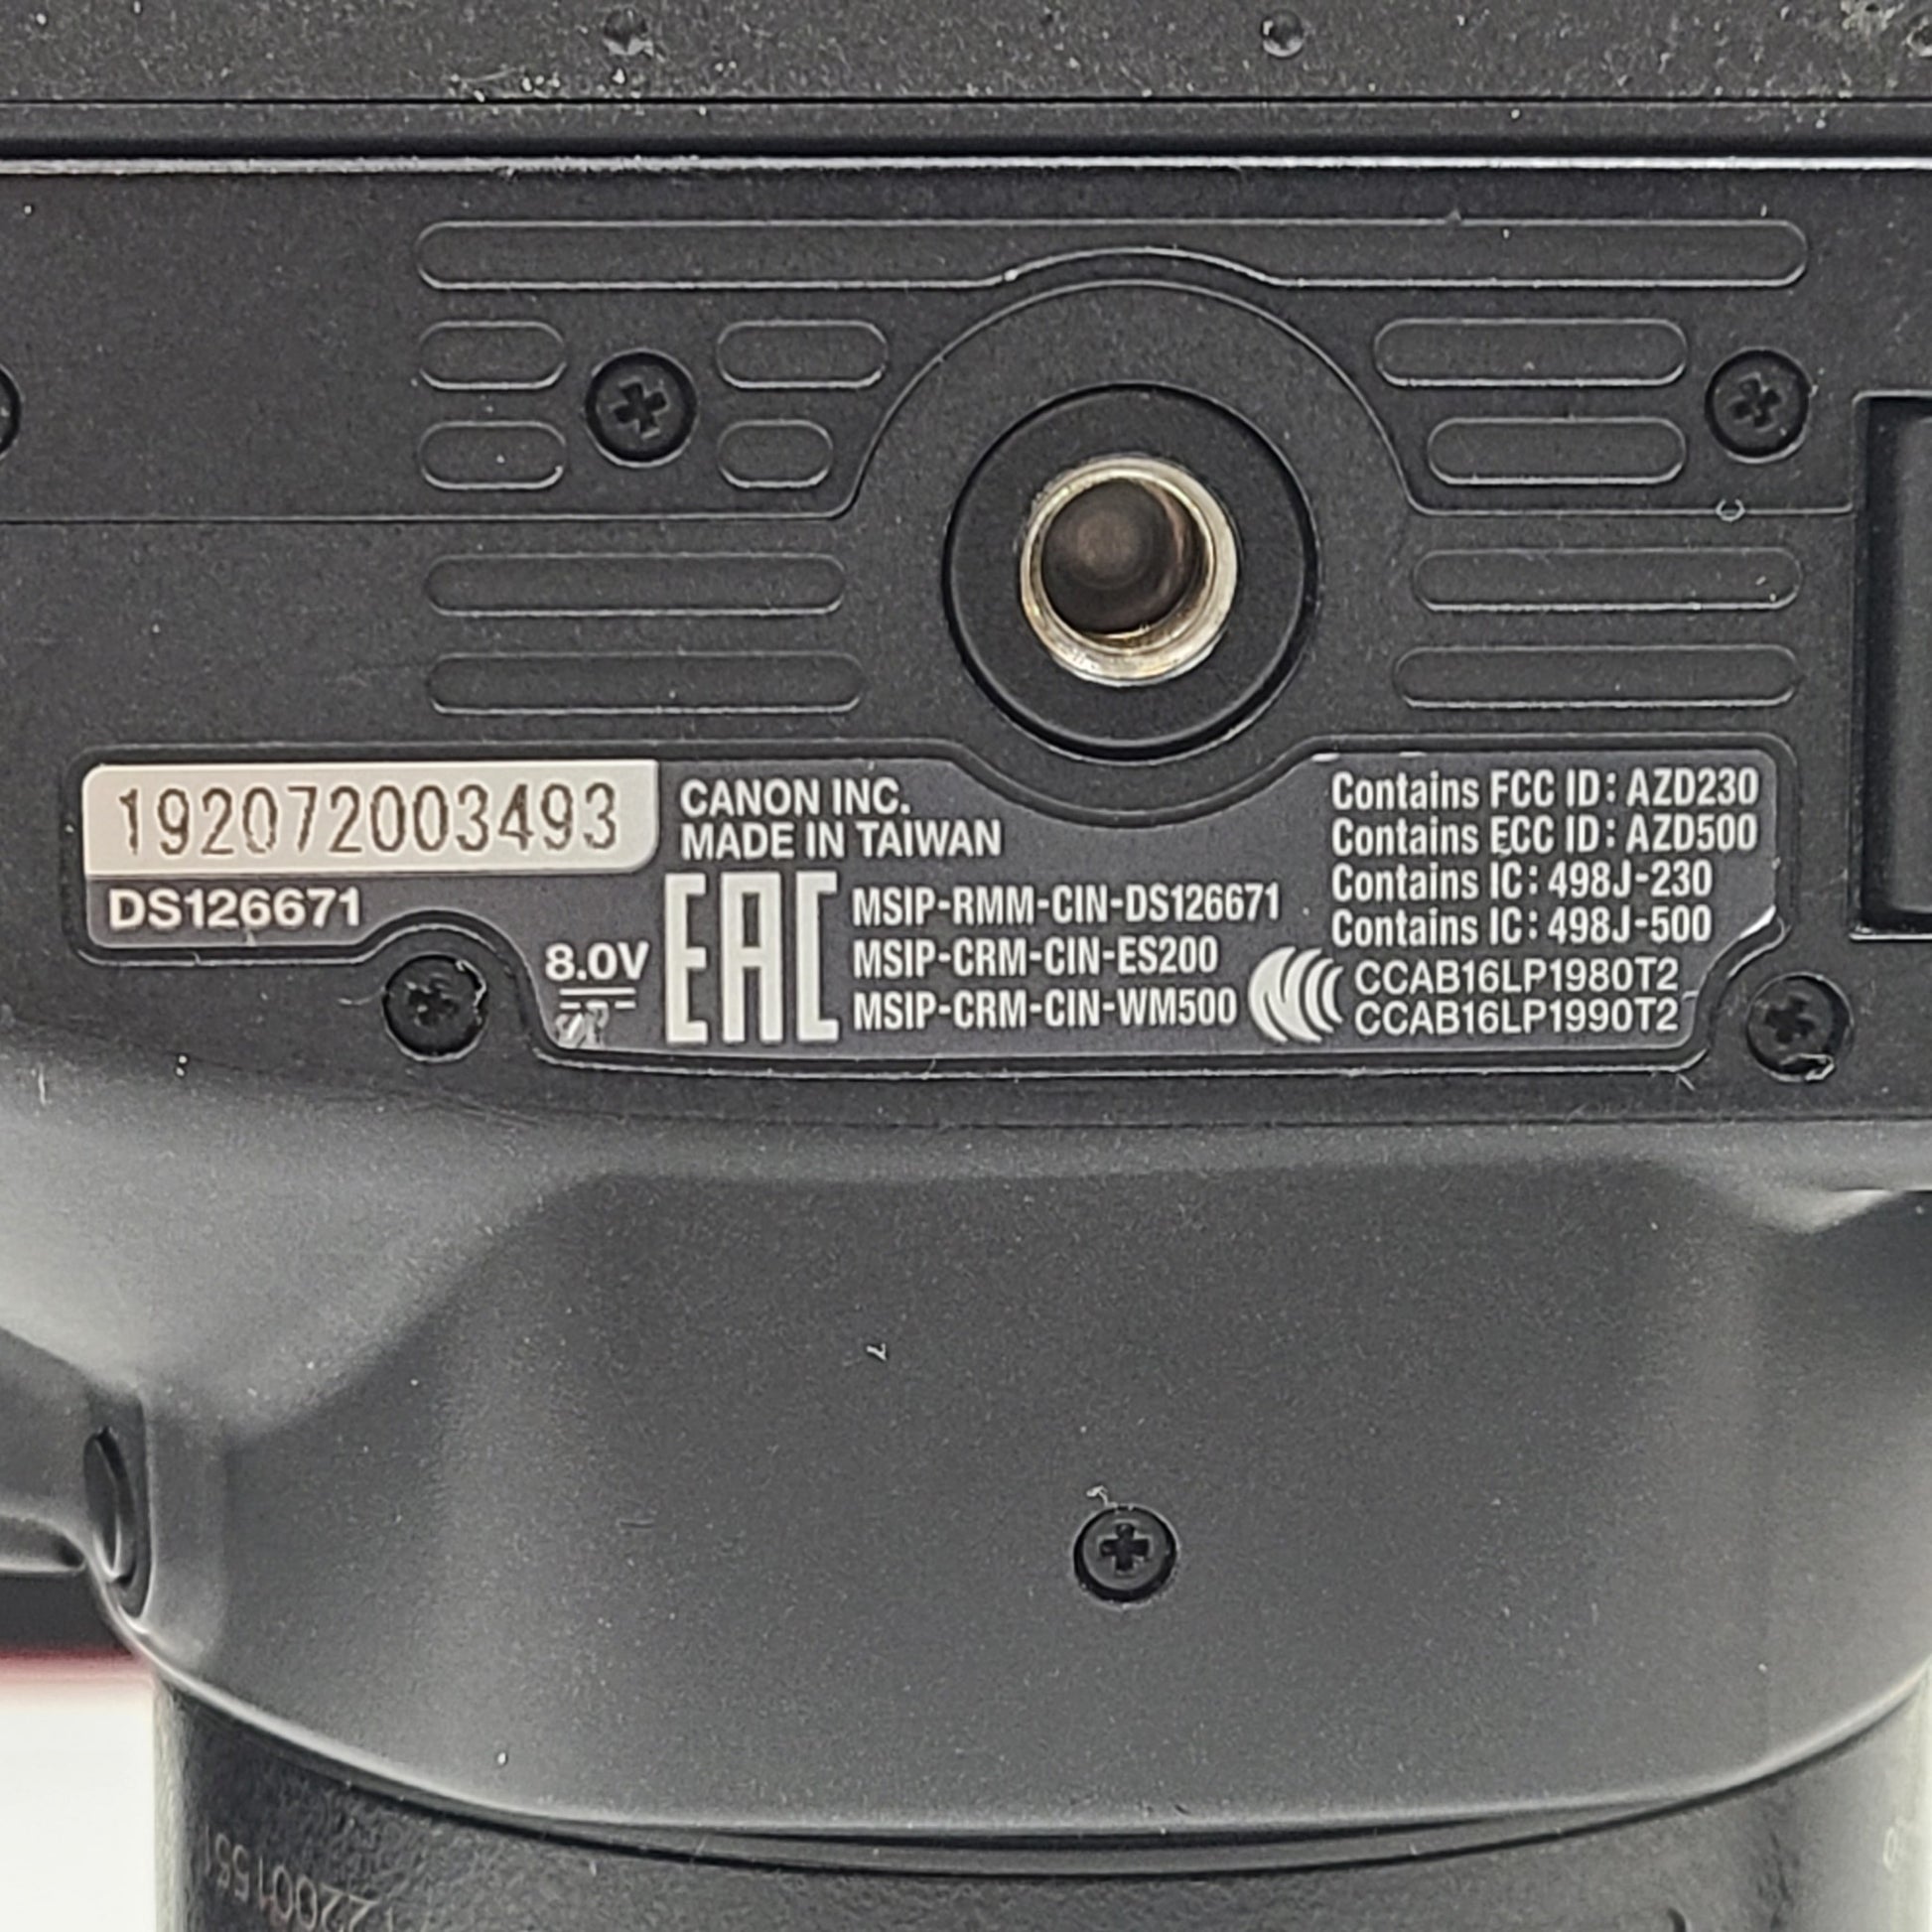 192072003493
DS126671
CANON INC.
MADE IN TAIWAN
8.0V
EAC
MSIP-RMM-CIN-DS126671
MSIP-CRM-CIN-ES200
MSIP-CRM-CIN-WM500
Contains FCC ID: AZD230
Contains FCC ID: AZD500
Contains IC: 498J-230
Contains IC: 498J-500
CCAB16LP1980T2
CCAB16LP1990T2